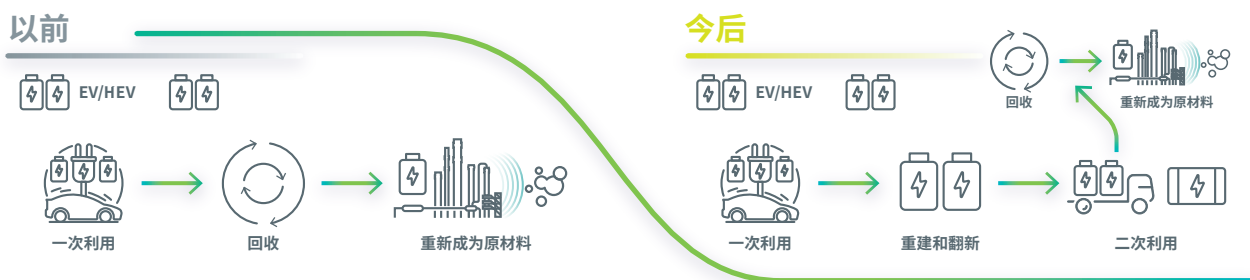 以前
EV/HEV
一次利用
回收
重新成为原材料
今后
EV/HEV
回收
重新成为原材料
一次利用
重建和翻新
二次利用